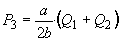 P₃ = a/2b · (Q₁ + Q₂)